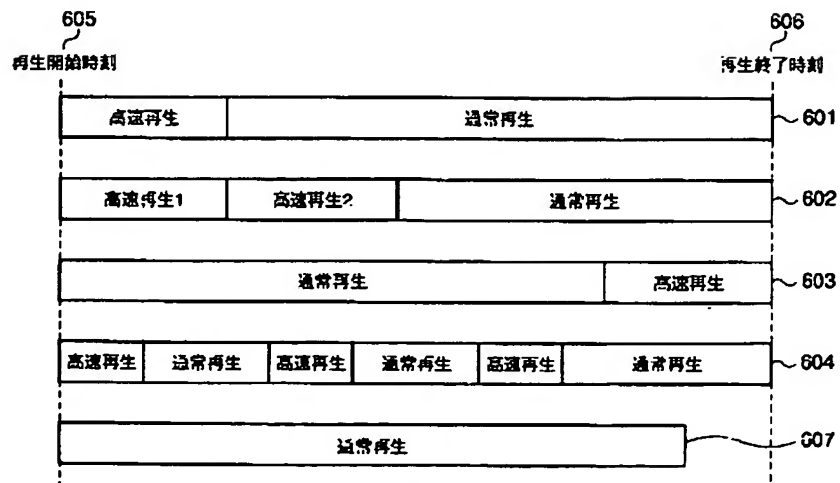 605
再生開始時刻
606
再生終了時刻
高速再生
通常再生
601
高速再生1
高速再生2
通常再生
602
通常再生
高速再生
603
高速再生
通常再生
高速再生
通常再生
高速再生
通常再生
604
通常再生
607